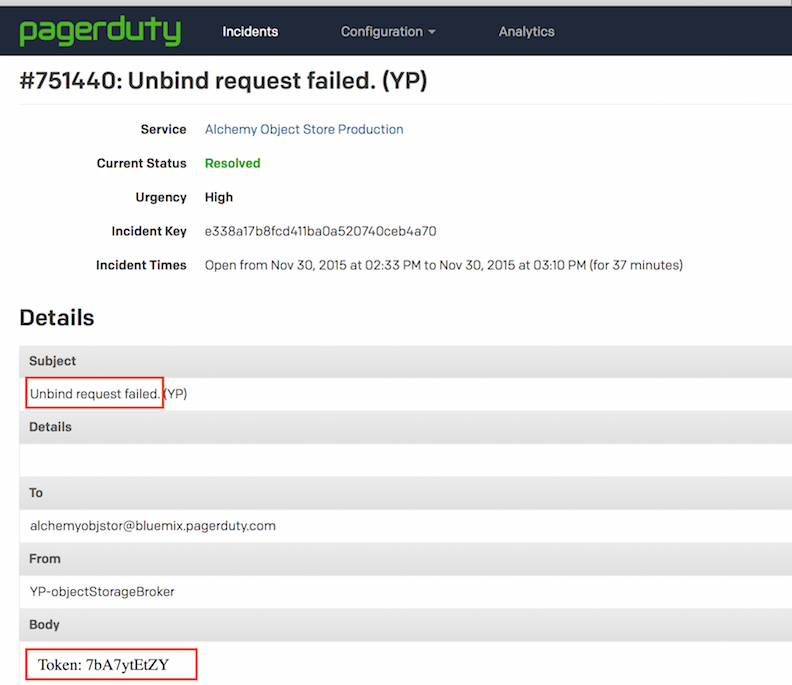 pagerduty Incidents Configuration Analytics
#751440: Unbind request failed. (YP)
Service Alchemy Object Store Production
Current Status Resolved
Urgency High
Incident Key e338a17b8fcd411ba0a520740ceb4a70
Incident Times Open from Nov 30, 2015 at 02:33 PM to Nov 30, 2015 at 03:10 PM (for 37 minutes)
Details
Subject
Unbind request failed. (YP)
Details
To
alchemyobjstor@bluemix.pagerduty.com
From
YP-objectStorageBroker
Body
Token: 7bA7ytEtZY